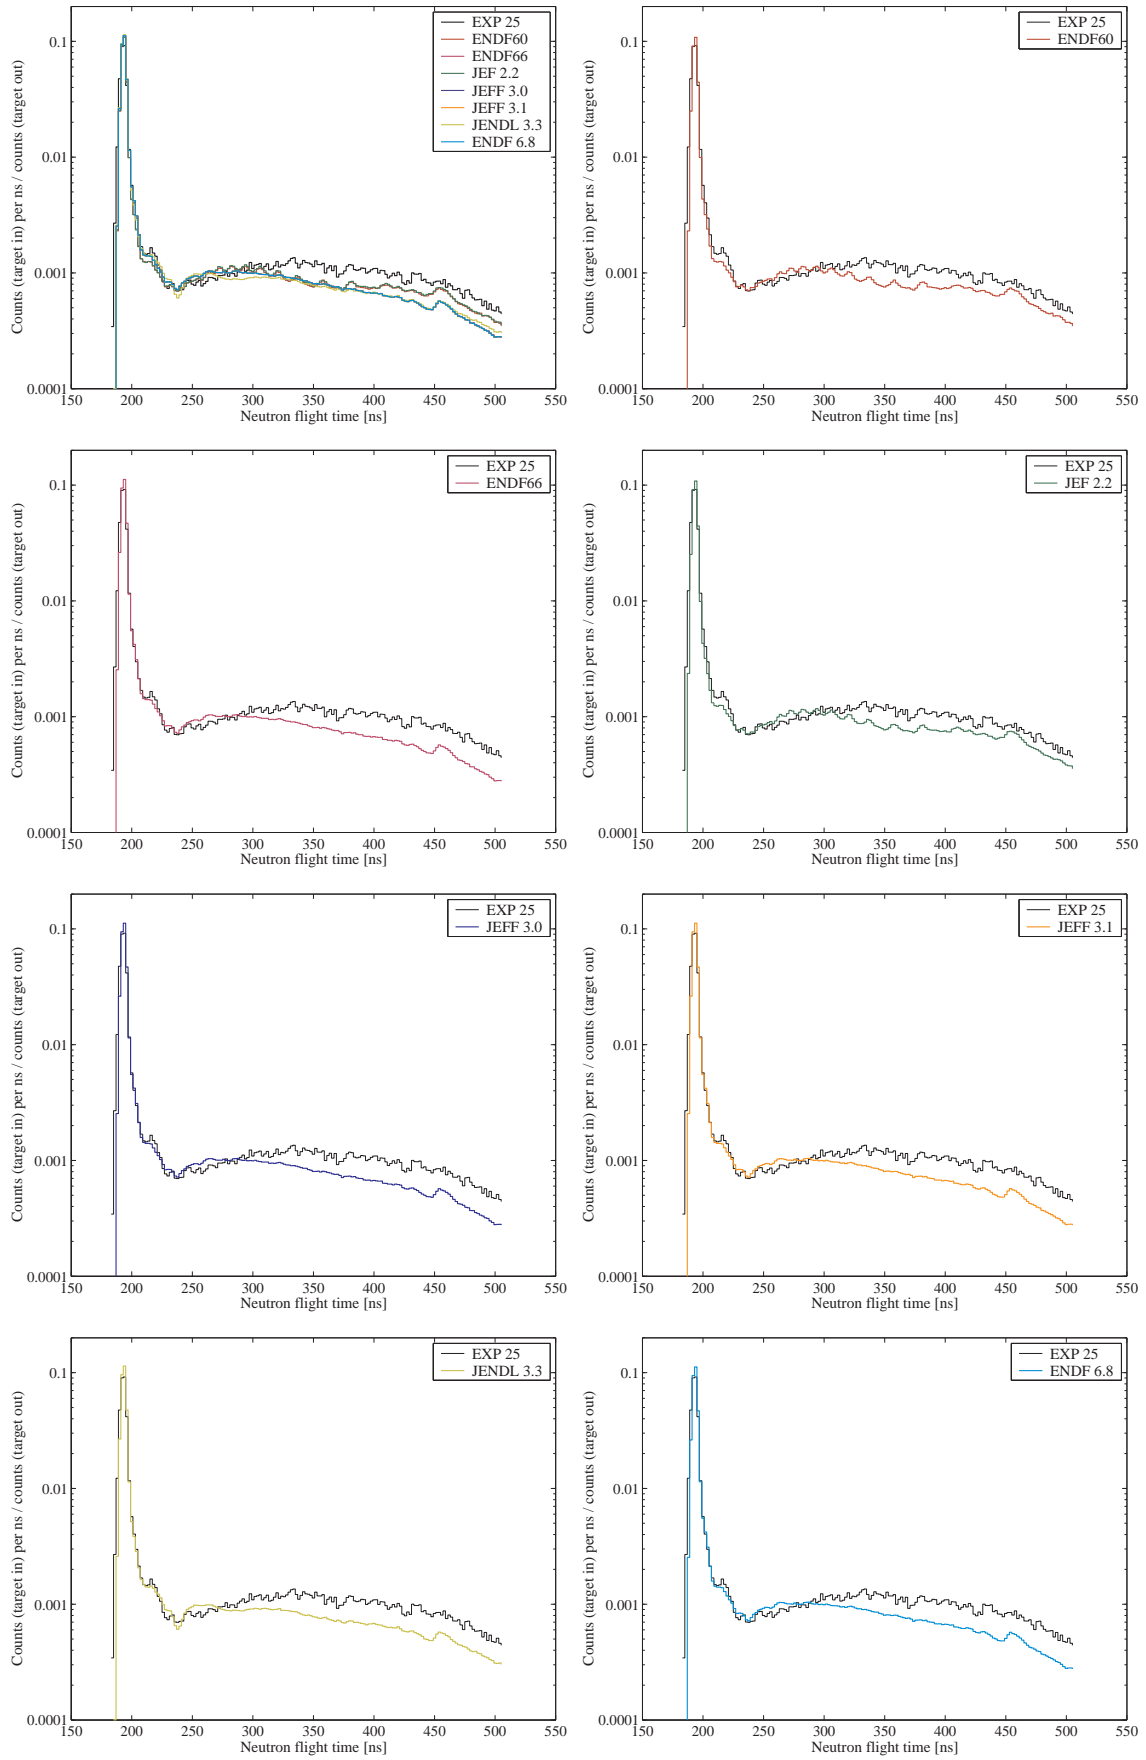 EXP 25
ENDF60
ENDF66
JEF 2.2
JEFF 3.0
JEFF 3.1
JENDL 3.3
ENDF 6.8
0.1
0.01
0.001
0.0001
150 200 250 300 350 400 450 500 550
Neutron flight time [ns]
Counts (target in) per ns / counts (target out)
EXP 25
ENDF60
0.1
0.01
0.001
0.0001
150 200 250 300 350 400 450 500 550
Neutron flight time [ns]
Counts (target in) per ns / counts (target out)
EXP 25
ENDF66
0.1
0.01
0.001
0.0001
150 200 250 300 350 400 450 500 550
Neutron flight time [ns]
Counts (target in) per ns / counts (target out)
EXP 25
JEF 2.2
0.1
0.01
0.001
0.0001
150 200 250 300 350 400 450 500 550
Neutron flight time [ns]
Counts (target in) per ns / counts (target out)
EXP 25
JEFF 3.0
0.1
0.01
0.001
0.0001
150 200 250 300 350 400 450 500 550
Neutron flight time [ns]
Counts (target in) per ns / counts (target out)
EXP 25
JEFF 3.1
0.1
0.01
0.001
0.0001
150 200 250 300 350 400 450 500 550
Neutron flight time [ns]
Counts (target in) per ns / counts (target out)
EXP 25
JENDL 3.3
0.1
0.01
0.001
0.0001
150 200 250 300 350 400 450 500 550
Neutron flight time [ns]
Counts (target in) per ns / counts (target out)
EXP 25
ENDF 6.8
0.1
0.01
0.001
0.0001
150 200 250 300 350 400 450 500 550
Neutron flight time [ns]
Counts (target in) per ns / counts (target out)